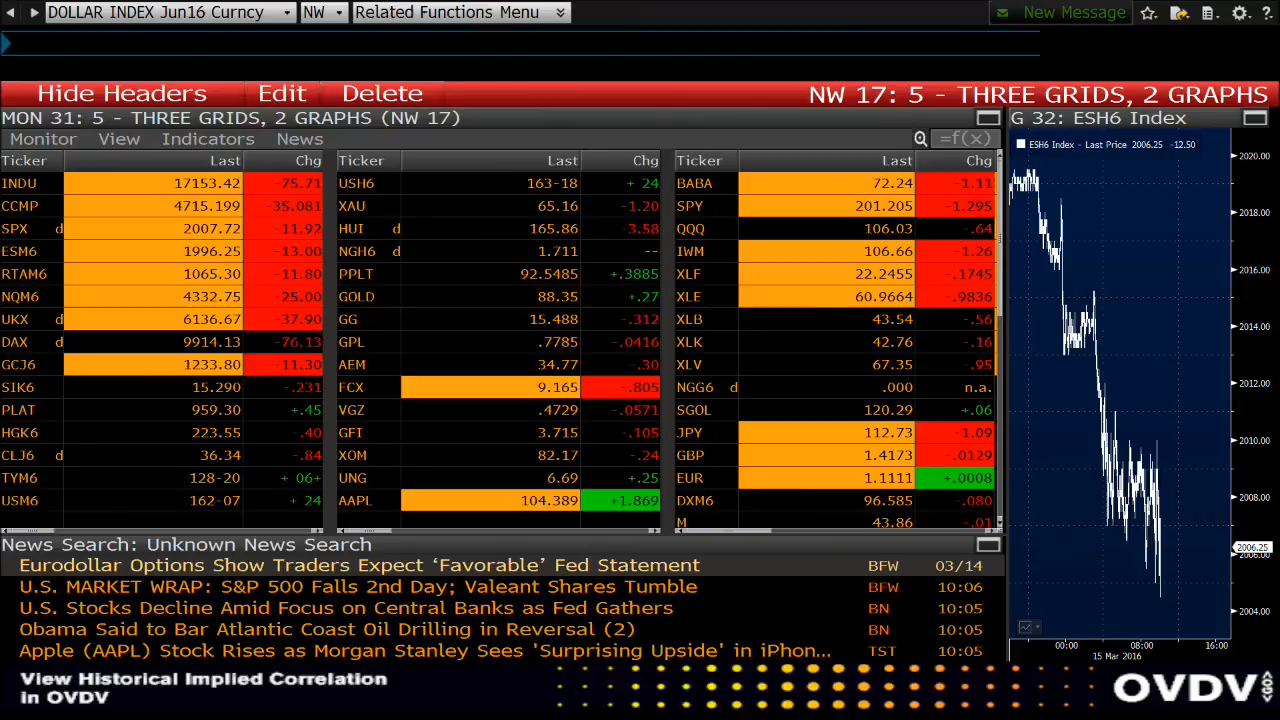 DOLLAR INDEX Jun16 Curncy NW Related Functions Menu New Message
Hide Headers Edit Delete NW 17: 5 - THREE GRIDS, 2 GRAPHS
MON 31: 5 - THREE GRIDS, 2 GRAPHS (NW 17)
Monitor View Indicators News =f(x)
Ticker Last Chg
INDU 17153.42 -75.71
CCMP 4715.199 -35.081
SPX d 2007.72 -11.92
ESM6 1996.25 -13.00
RTAM6 1065.30 -11.80
NQM6 4332.75 -25.00
UKX d 6136.67 -37.90
DAX d 9914.13 -76.13
GCJ6 1233.80 -11.30
SIK6 15.290 -.231
PLAT 959.30 +.45
HGK6 223.55 -.40
CLJ6 d 36.34 -.84
TYM6 128-20 + 06+
USM6 162-07 + 24
Ticker Last Chg
USH6 163-18 + 24
XAU 65.16 -1.20
HUI d 165.86 -3.58
NGH6 d 1.711 --
PPLT 92.5485 +.3885
GOLD 88.35 +.27
GG 15.488 -.312
GPL .7785 -.0416
AEM 34.77 -.30
FCX 9.165 -.805
VGZ .4729 -.0571
GFI 3.715 -.105
XOM 82.17 -.24
UNG 6.69 +.25
AAPL 104.389 +1.869
Ticker Last Chg
BABA 72.24 -1.11
SPY 201.205 -1.295
QQQ 106.03 -.64
IWM 106.66 -1.26
XLF 22.2455 -.1745
XLE 60.9664 -.9836
XLB 43.54 -.56
XLK 42.76 -.16
XLV 67.35 -.95
NGG6 d .000 n.a.
SGOL 120.29 +.06
JPY 112.73 -1.09
GBP 1.4173 -.0129
EUR 1.1111 +.0008
DXM6 96.585 -.080
M 43.86 -.01
G 32: ESH6 Index
ESH6 Index - Last Price 2006.25 -12.50
2020.00
2018.00
2016.00
2014.00
2012.00
2010.00
2008.00
2006.25
2006.00
2004.00
00:00 08:00 16:00
15 Mar 2016
News Search: Unknown News Search
Eurodollar Options Show Traders Expect ‘Favorable’ Fed Statement BFW 03/14
U.S. MARKET WRAP: S&P 500 Falls 2nd Day; Valeant Shares Tumble BFW 10:06
U.S. Stocks Decline Amid Focus on Central Banks as Fed Gathers BN 10:05
Obama Said to Bar Atlantic Coast Oil Drilling in Reversal (2) BN 10:05
Apple (AAPL) Stock Rises as Morgan Stanley Sees 'Surprising Upside' in iPhon... TST 10:05
View Historical Implied Correlation
in OVDV
OVDV